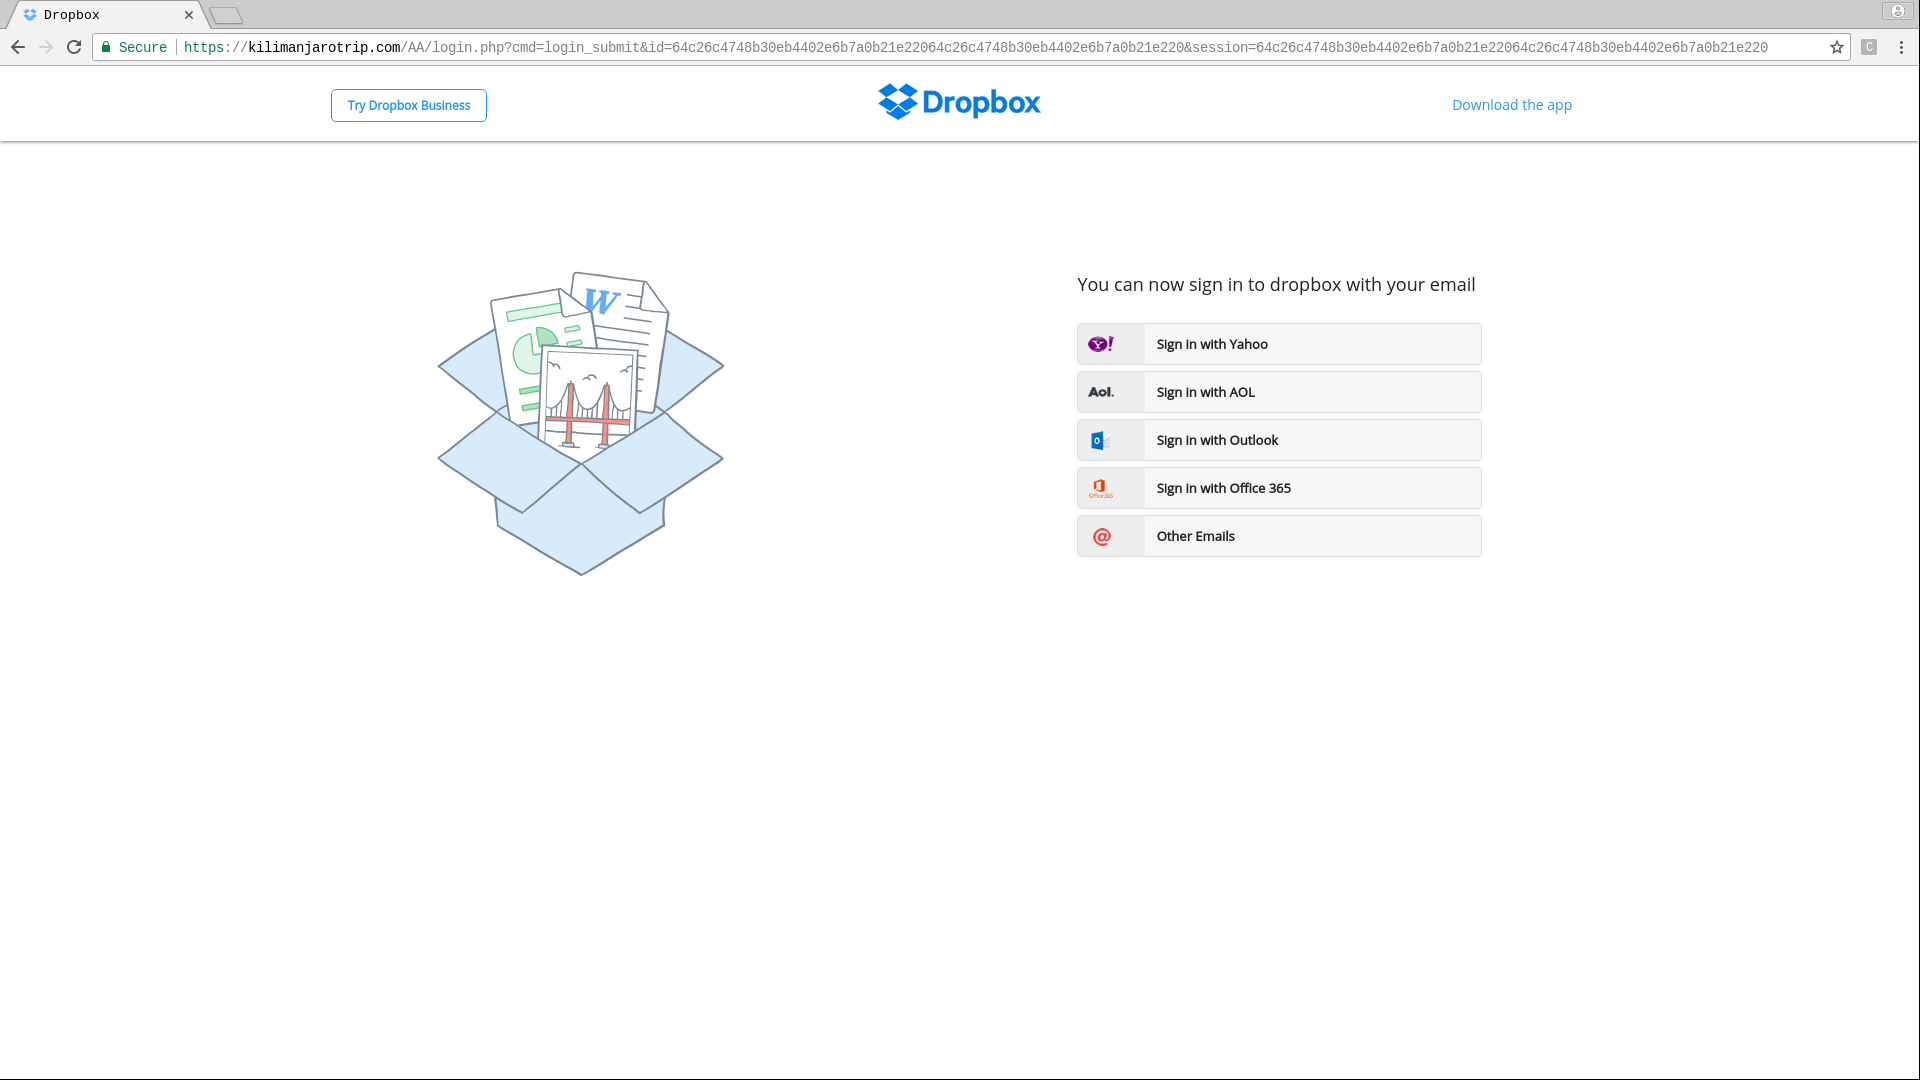 Dropbox
Secure https://kilimanjarotrip.com/AA/login.php?cmd=login_submit&id=64c26c4748b30eb4402e6b7a0b21e22064c26c4748b30eb4402e6b7a0b21e220&session=64c26c4748b30eb4402e6b7a0b21e22064c26c4748b30eb4402e6b7a0b21e220
C
Try Dropbox Business
Dropbox
Download the app
W
You can now sign in to dropbox with your email
Y! Sign in with Yahoo
Aol. Sign in with AOL
o Sign in with Outlook
Office 365 Sign in with Office 365
@ Other Emails